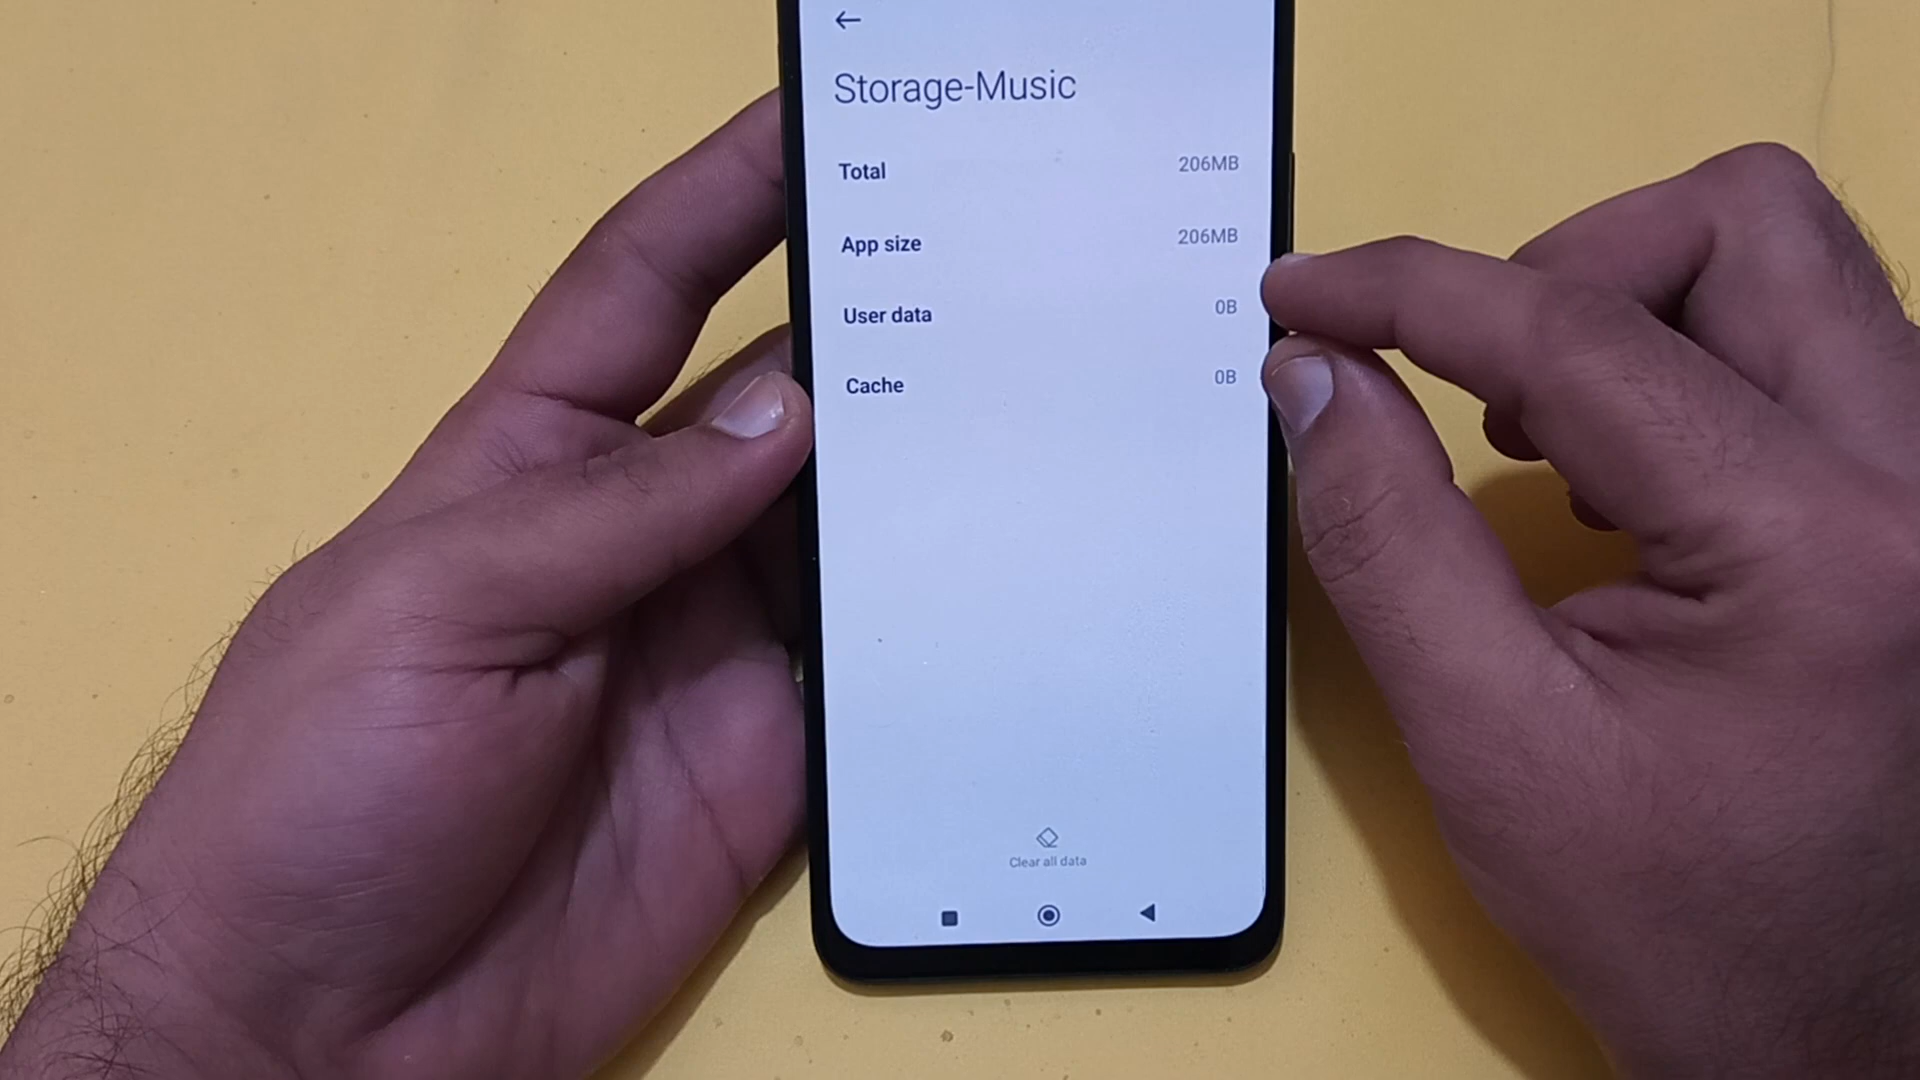 Storage-Music
Total 206MB
App size 206MB
User data 0B
Cache 0B
Clear all data